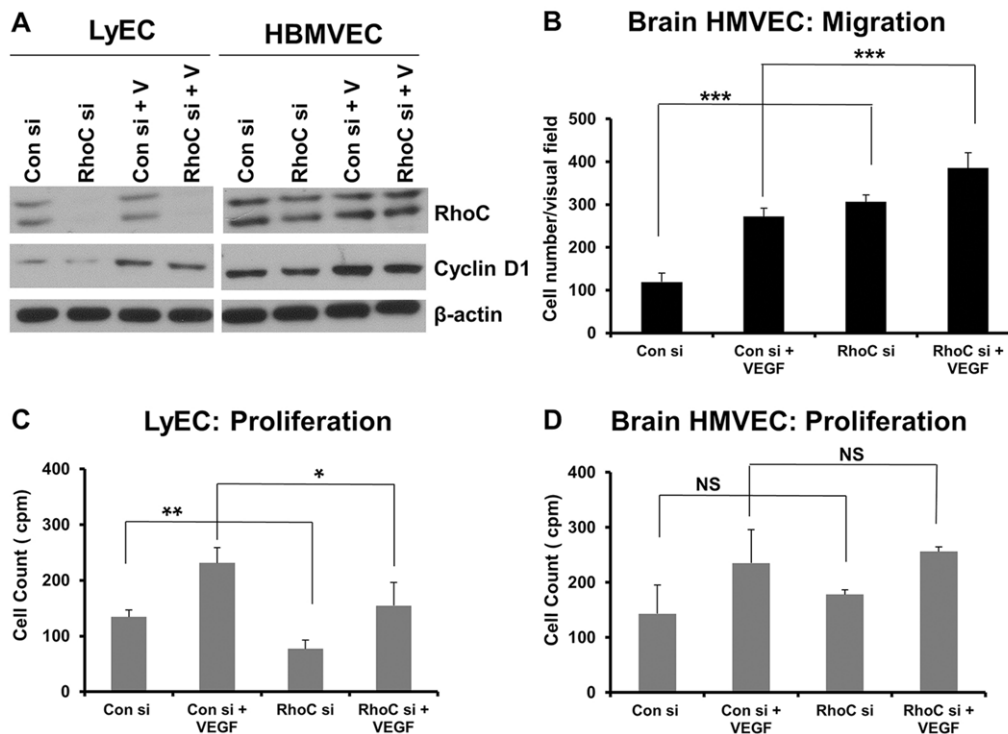 A
LyEC
HBMVEC
Con si
RhoC si
Con si + V
RhoC si + V
Con si
RhoC si
Con si + V
RhoC si + V
RhoC
Cyclin D1
β-actin
B
Brain HMVEC: Migration
***
***
Cell number/visual field
500
400
300
200
100
0
Con si
Con si +
VEGF
RhoC si
RhoC si +
VEGF
C
LyEC: Proliferation
*
**
Cell Count ( cpm)
400
300
200
100
0
Con si
Con si +
VEGF
RhoC si
RhoC si +
VEGF
D
Brain HMVEC: Proliferation
NS
NS
Cell Count ( cpm)
400
300
200
100
0
Con si
Con si +
VEGF
RhoC si
RhoC si +
VEGF